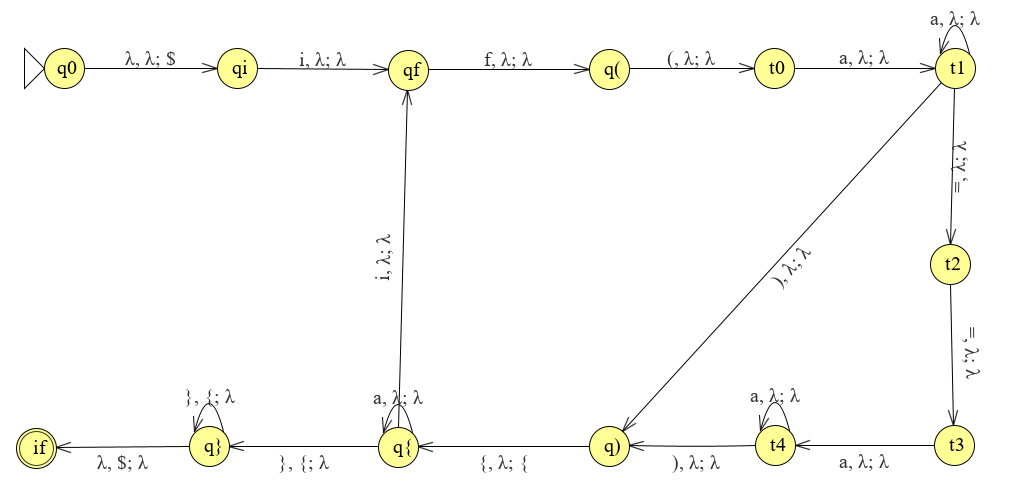 a, λ; λ
q0 λ, λ; $ qi i, λ; λ qf f, λ; λ q( (, λ; λ t0 a, λ; λ t1
=, λ; λ
i, λ; λ
), λ; λ
t2
=, λ; λ
}, {; λ
a, λ; λ
a, λ; λ
if λ, $; λ q} }, {; λ q{ {, λ; { q) ), λ; λ t4 a, λ; λ t3